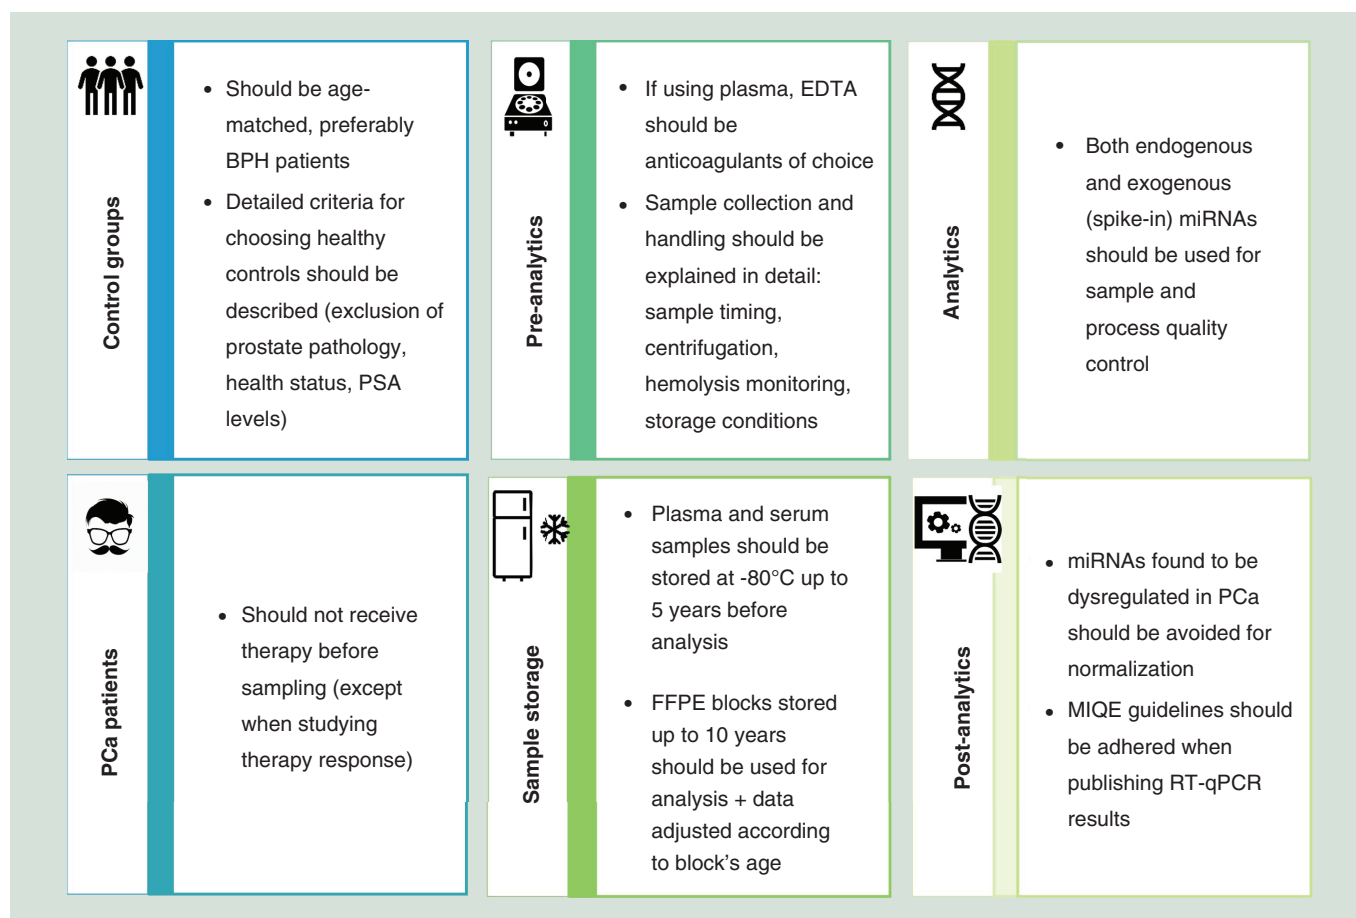 Control groups
• Should be age-
matched, preferably
BPH patients
• Detailed criteria for
choosing healthy
controls should be
described (exclusion of
prostate pathology,
health status, PSA
levels)
Pre-analytics
• If using plasma, EDTA
should be
anticoagulants of choice
• Sample collection and
handling should be
explained in detail:
sample timing,
centrifugation,
hemolysis monitoring,
storage conditions
Analytics
• Both endogenous
and exogenous
(spike-in) miRNAs
should be used for
sample and
process quality
control
PCa patients
• Should not receive
therapy before
sampling (except
when studying
therapy response)
Sample storage
• Plasma and serum
samples should be
stored at -80°C up to
5 years before
analysis
• FFPE blocks stored
up to 10 years
should be used for
analysis + data
adjusted according
to block's age
Post-analytics
• miRNAs found to be
dysregulated in PCa
should be avoided for
normalization
• MIQE guidelines should
be adhered when
publishing RT-qPCR
results